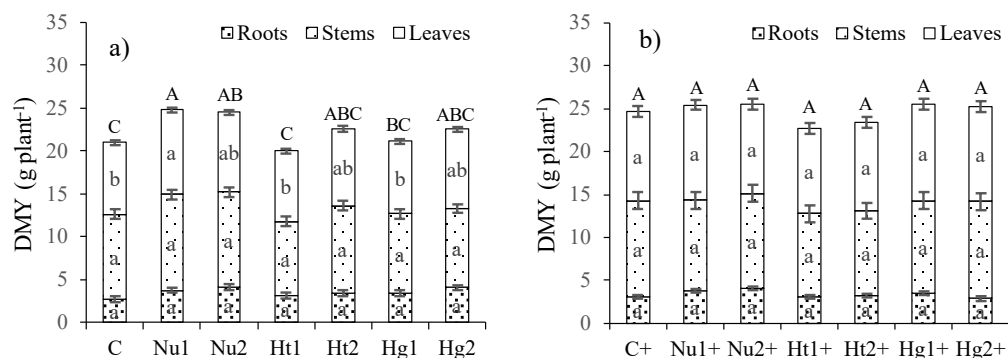 a)
Roots Stems Leaves
DMY (g plant⁻¹)
35
30
25
20
15
10
5
0
C A AB C ABC BC ABC
b a ab b ab b ab
a a a a a a a
a a a a a a a
C Nu1 Nu2 Ht1 Ht2 Hg1 Hg2
b)
Roots Stems Leaves
DMY (g plant⁻¹)
35
30
25
20
15
10
5
0
A A A A A A A
a a a a a a a
a a a a a a a
a a a a a a a
C+ Nu1+ Nu2+ Ht1+ Ht2+ Hg1+ Hg2+